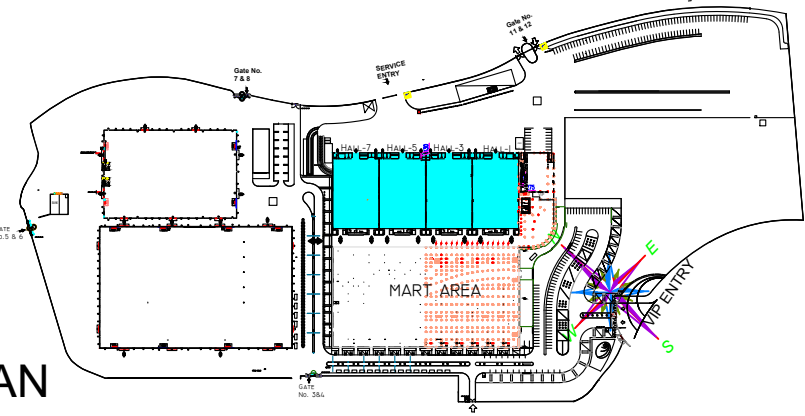 Gate No.
11 & 12
SERVICE
ENTRY
Gate No.
7 & 8
HALL-7
HALL-5
HALL-3
HALL-1
GATE
No.5 & 6
E
MART AREA
VIP ENTRY
W
S
AN
GATE
No. 3&4